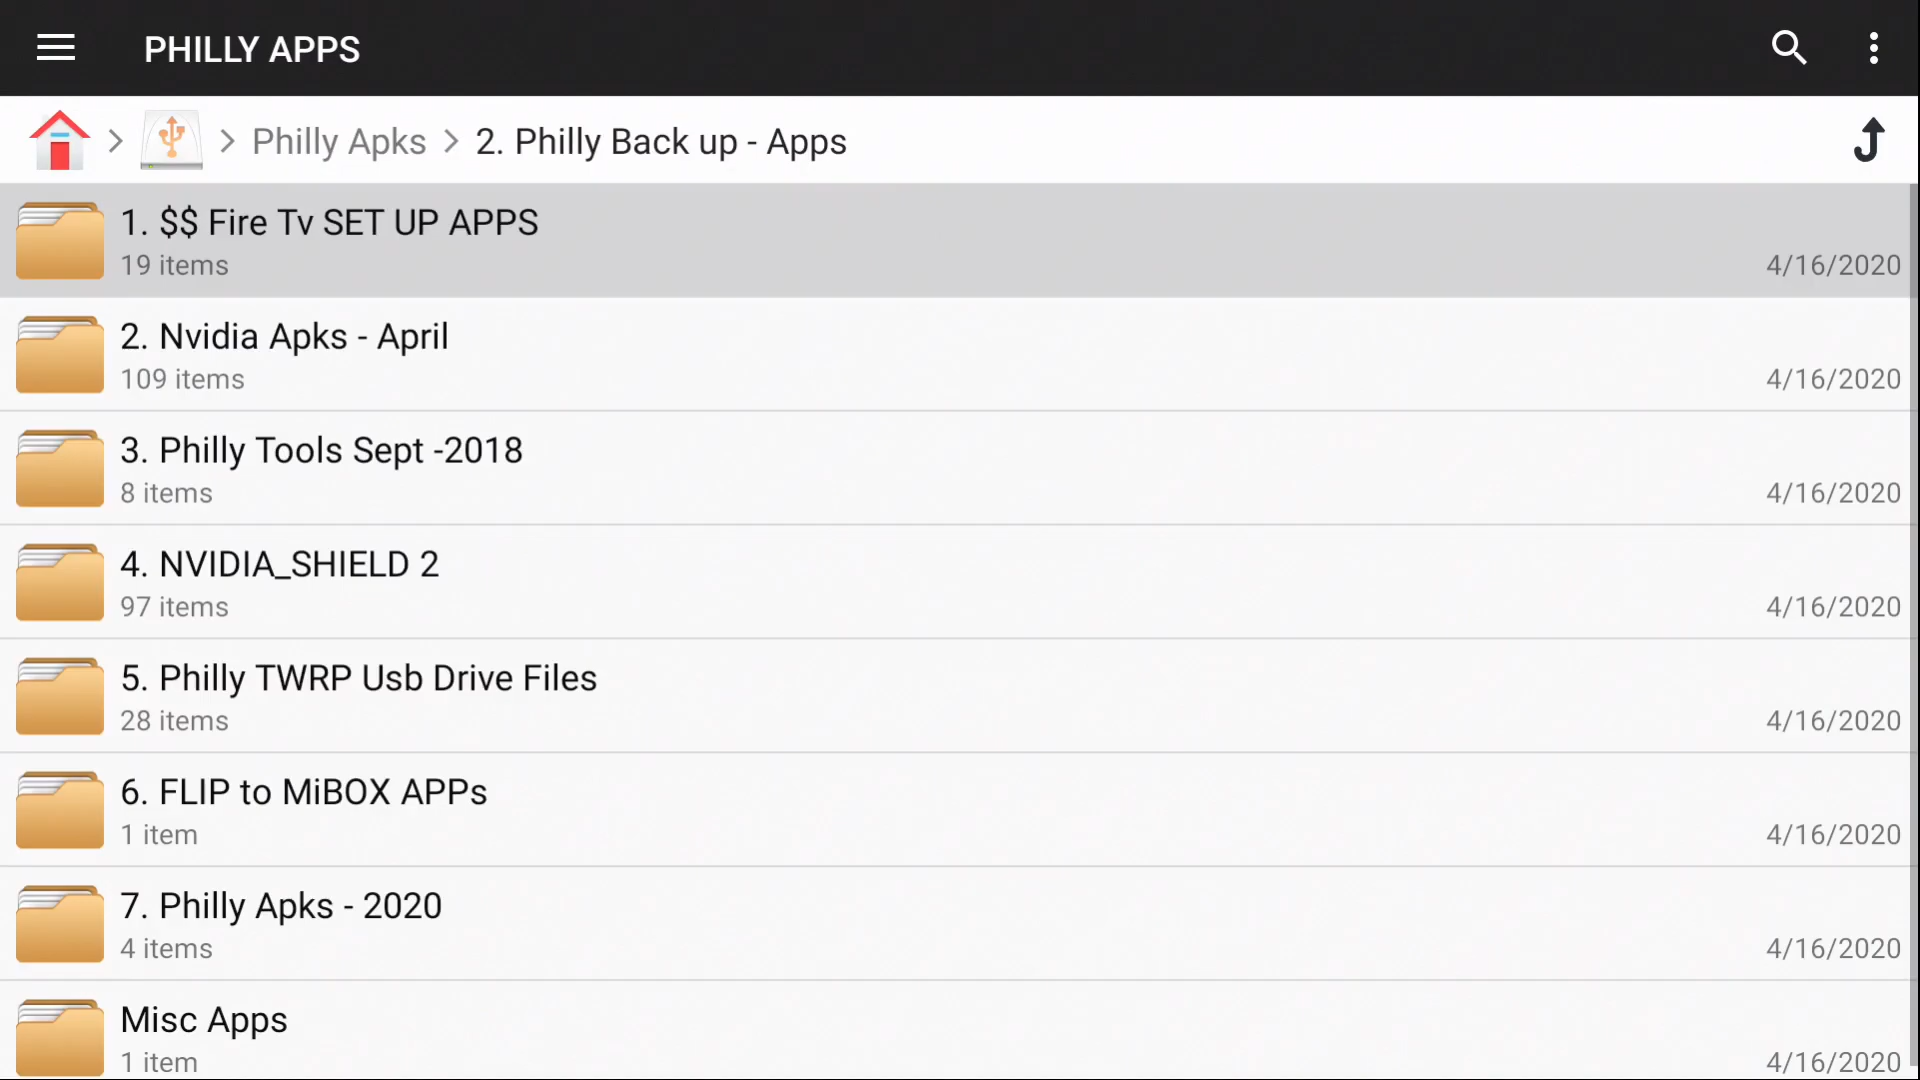 PHILLY APPS
Philly Apks
2. Philly Back up - Apps
1. $$ Fire Tv SET UP APPS
19 items
4/16/2020
2. Nvidia Apks - April
109 items
4/16/2020
3. Philly Tools Sept -2018
8 items
4/16/2020
4. NVIDIA_SHIELD 2
97 items
4/16/2020
5. Philly TWRP Usb Drive Files
28 items
4/16/2020
6. FLIP to MiBOX APPs
1 item
4/16/2020
7. Philly Apks - 2020
4 items
4/16/2020
Misc Apps
1 item
4/16/2020